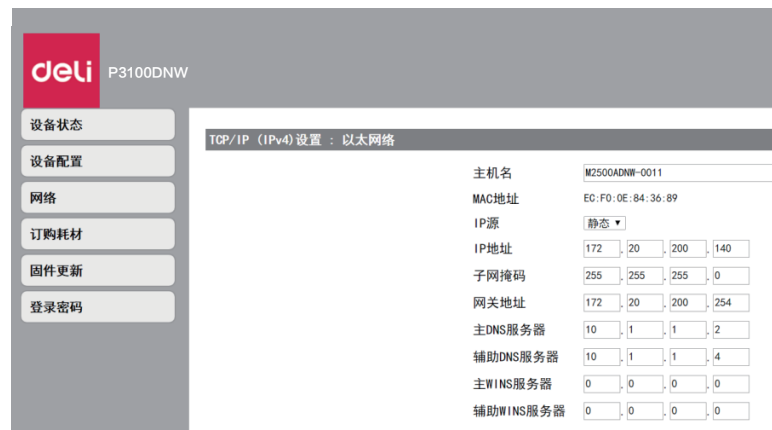 deli P3100DNW
设备状态
设备配置
网络
订购耗材
固件更新
登录密码
TCP/IP (IPv4)设置 : 以太网络
主机名 M2500ADNW-0011
MAC地址 EC:F0:0E:84:36:89
IP源 静态
IP地址 172 . 20 . 200 . 140
子网掩码 255 . 255 . 255 . 0
网关地址 172 . 20 . 200 . 254
主DNS服务器 10 . 1 . 1 . 2
辅助DNS服务器 10 . 1 . 1 . 4
主WINS服务器 0 . 0 . 0 . 0
辅助WINS服务器 0 . 0 . 0 . 0